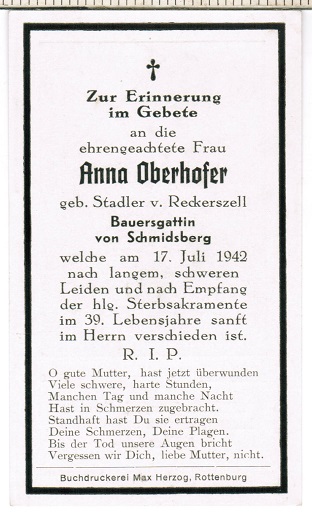 Zur Erinnerung
im Gebete
an die
ehrengeachtete Frau
Anna Oberhofer
geb. Stadler v. Reckerszell
Bauersgattin
von Schmidsberg
welche am 17. Juli 1942
nach langem, schweren
Leiden und nach Empfang
der hlg. Sterbsakramente
im 39. Lebensjahre sanft
im Herrn verschieden ist.
R. I. P.
O gute Mutter, hast jetzt überwunden
Viele schwere, harte Stunden,
Manchen Tag und manche Nacht
Hast in Schmerzen zugebracht.
Standhaft hast Du sie ertragen
Deine Schmerzen, Deine Plagen.
Bis der Tod unsere Augen bricht
Vergessen wir Dich, liebe Mutter, nicht.
Buchdruckerei Max Herzog, Rottenburg